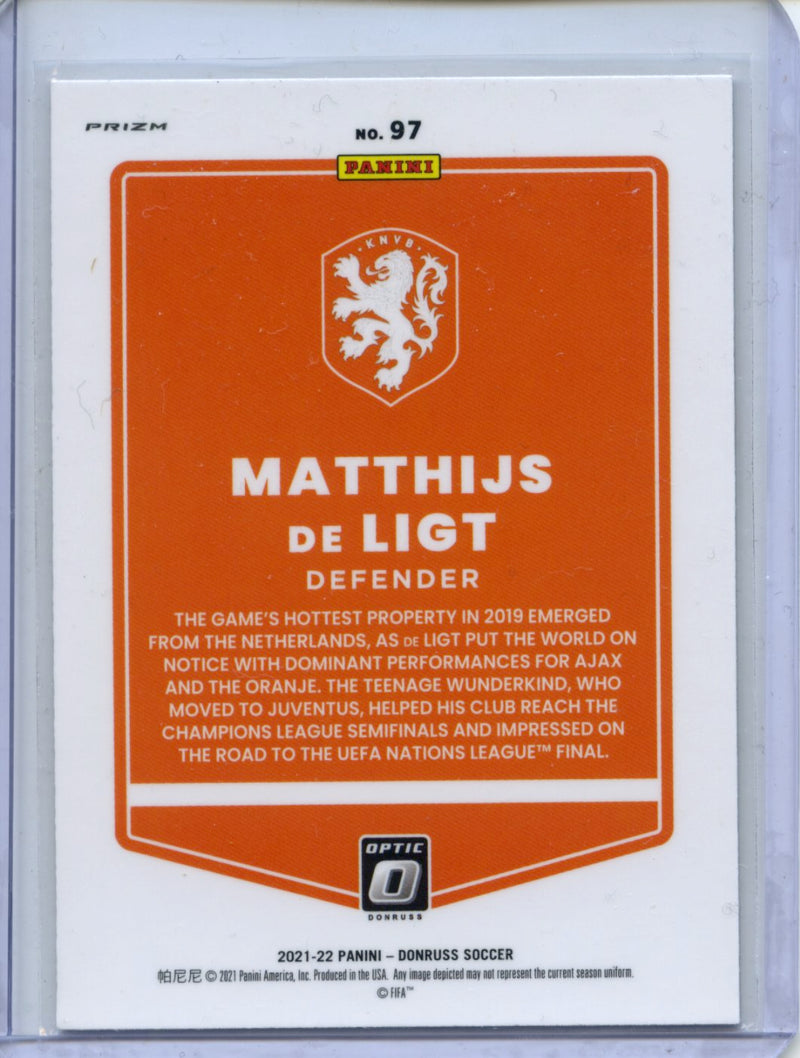 PRIZM
NO. 97
PANINI
KNVB
MATTHIJS
DE LIGT
DEFENDER
THE GAME'S HOTTEST PROPERTY IN 2019 EMERGED
FROM THE NETHERLANDS, AS DE LIGT PUT THE WORLD ON
NOTICE WITH DOMINANT PERFORMANCES FOR AJAX
AND THE ORANJE. THE TEENAGE WUNDERKIND, WHO
MOVED TO JUVENTUS, HELPED HIS CLUB REACH THE
CHAMPIONS LEAGUE SEMIFINALS AND IMPRESSED ON
THE ROAD TO THE UEFA NATIONS LEAGUE™ FINAL.
OPTIC
O
DONRUSS
2021-22 PANINI – DONRUSS SOCCER
帕尼尼 © 2021 Panini America, Inc. Produced in the USA. Any image depicted may not represent the current season uniform.
© FIFA™